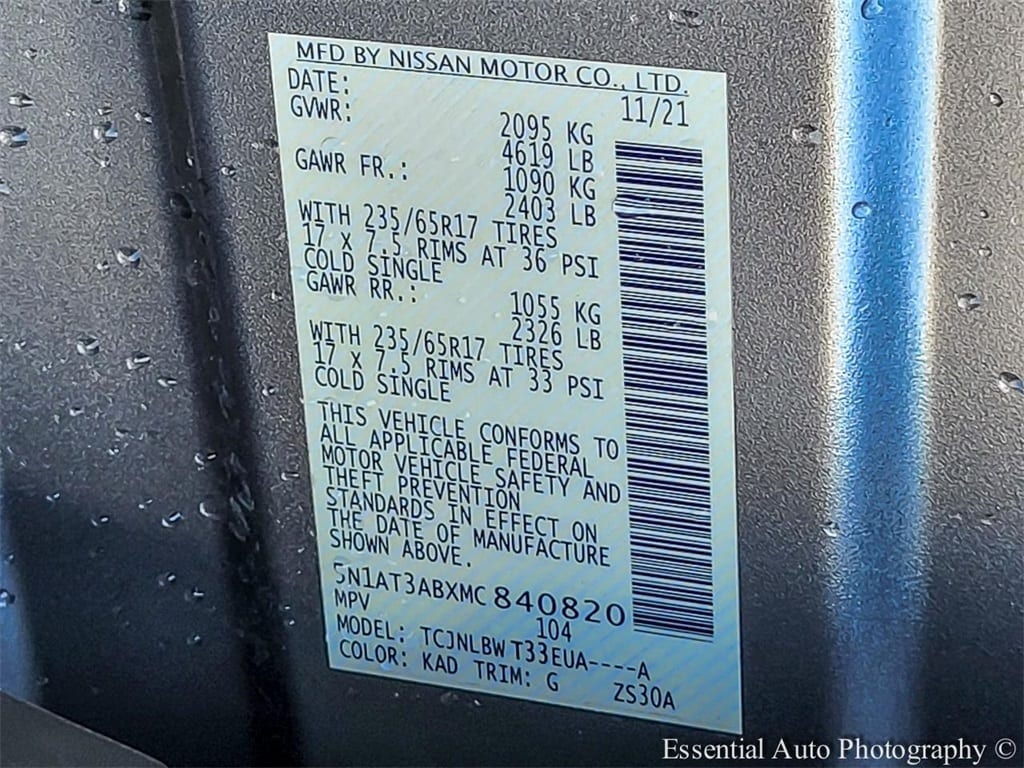 MFD BY NISSAN MOTOR CO., LTD.
DATE: 11/21
GVWR: 2095 KG
4619 LB
GAWR FR.: 1090 KG
2403 LB
WITH 235/65R17 TIRES
17 X 7.5 RIMS AT 36 PSI
COLD SINGLE
GAWR RR.: 1055 KG
2326 LB
WITH 235/65R17 TIRES
17 X 7.5 RIMS AT 33 PSI
COLD SINGLE
THIS VEHICLE CONFORMS TO
ALL APPLICABLE FEDERAL
MOTOR VEHICLE SAFETY AND
THEFT PREVENTION
STANDARDS IN EFFECT ON
THE DATE OF MANUFACTURE
SHOWN ABOVE.
5N1AT3ABXMC 840820
MPV 104
MODEL: TCJNLBW T33EUA----A
COLOR: KAD TRIM: G ZS30A
Essential Auto Photography ©